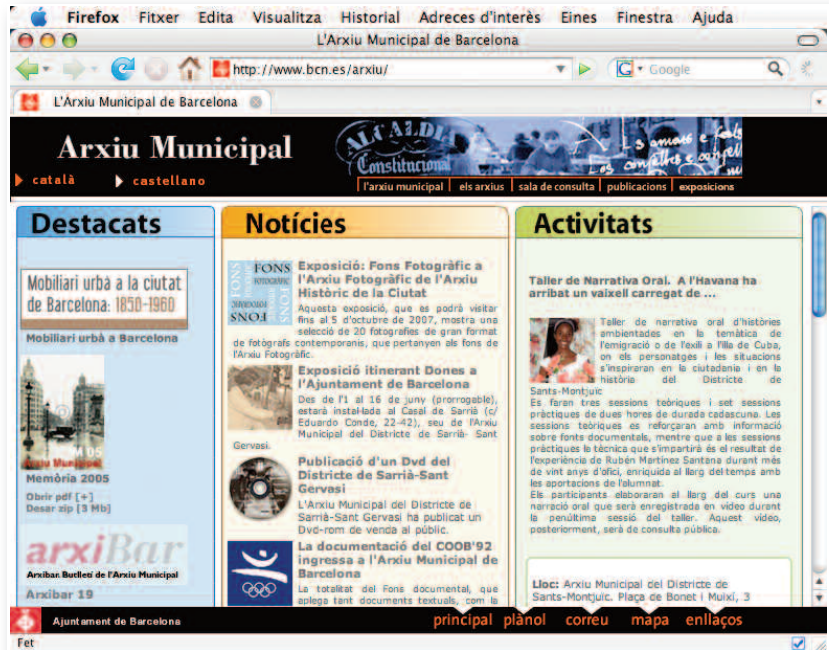 Firefox Fitxer Edita Visualitza Historial Adreces d'interès Eines Finestra Ajuda
L'Arxiu Municipal de Barcelona
http://www.bcn.es/arxiu/
Google
L'Arxiu Municipal de Barcelona
Arxiu Municipal
ALCALDI
Constitucional
català castellano
l'arxiu municipal els arxius sala de consulta publicacions exposicions
Destacats
Mobiliari urbà a la ciutat
de Barcelona: 1850-1960
Mobiliari urbà a Barcelona
Memòria 2005
Obrir pdf [+]
Desar zip [3 Mb]
arxiBar
Arxibar. Butlletí de l'Arxiu Municipal
Arxibar 19
Notícies
FONS
Exposició: Fons Fotogràfic a
l'Arxiu Fotogràfic de l'Arxiu
Històric de la Ciutat
Aquesta exposició, que es podrà visitar
fins al 5 d'octubre de 2007, mostra una
selecció de 20 fotografies de gran format
de fotògrafs contemporanis, que pertanyen als fons de
l'Arxiu Fotogràfic.
Exposició itinerant Dones a
l'Ajuntament de Barcelona
Des de l'1 al 16 de juny (prorrogable),
estarà instal·lada al Casal de Sarrià (c/
Eduardo Conde, 22-42), seu de l'Arxiu
Municipal del Districte de Sarrià- Sant
Gervasi.
Publicació d'un Dvd del
Districte de Sarrià-Sant
Gervasi
L'Arxiu Municipal del Districte de
Sarrià-Sant Gervasi ha publicat un
Dvd-rom de venda al públic.
La documentació del COOB'92
ingressa a l'Arxiu Municipal de
Barcelona
La totalitat del Fons documental, que
aplega tant documents textuals, com la
Activitats
Taller de Narrativa Oral. A l'Havana ha
arribat un vaixell carregat de ...
Taller de narrativa oral d'històries
ambientades en la temàtica de
l'emigració o de l'exili a l'illa de Cuba,
on els personatges i les situacions
s'inspiraran en la ciutadania i en la
història del Districte de
Sants-Montjuïc
Es faran tres sessions teòriques i set sessions
pràctiques de dues hores de durada cadascuna. Les
sessions teòriques es reforçaran amb informació
sobre fonts documentals, mentre que a les sessions
pràctiques la tècnica que s'impartirà és el resultat de
l'experiència de Rubén Martínez Santana durant més
de vint anys d'ofici, enriquida al llarg del temps amb
les aportacions de l'alumnat.
Els participants elaboraran al llarg del curs una
narració oral que serà enregistrada en vídeo durant
la penúltima sessió del taller. Aquest vídeo,
posteriorment, serà de consulta pública.
Lloc: Arxiu Municipal del Districte de
Sants-Montjuïc. Plaça de Bonet i Muixí, 3
Ajuntament de Barcelona
principal plànol correu mapa enllaços
Fet